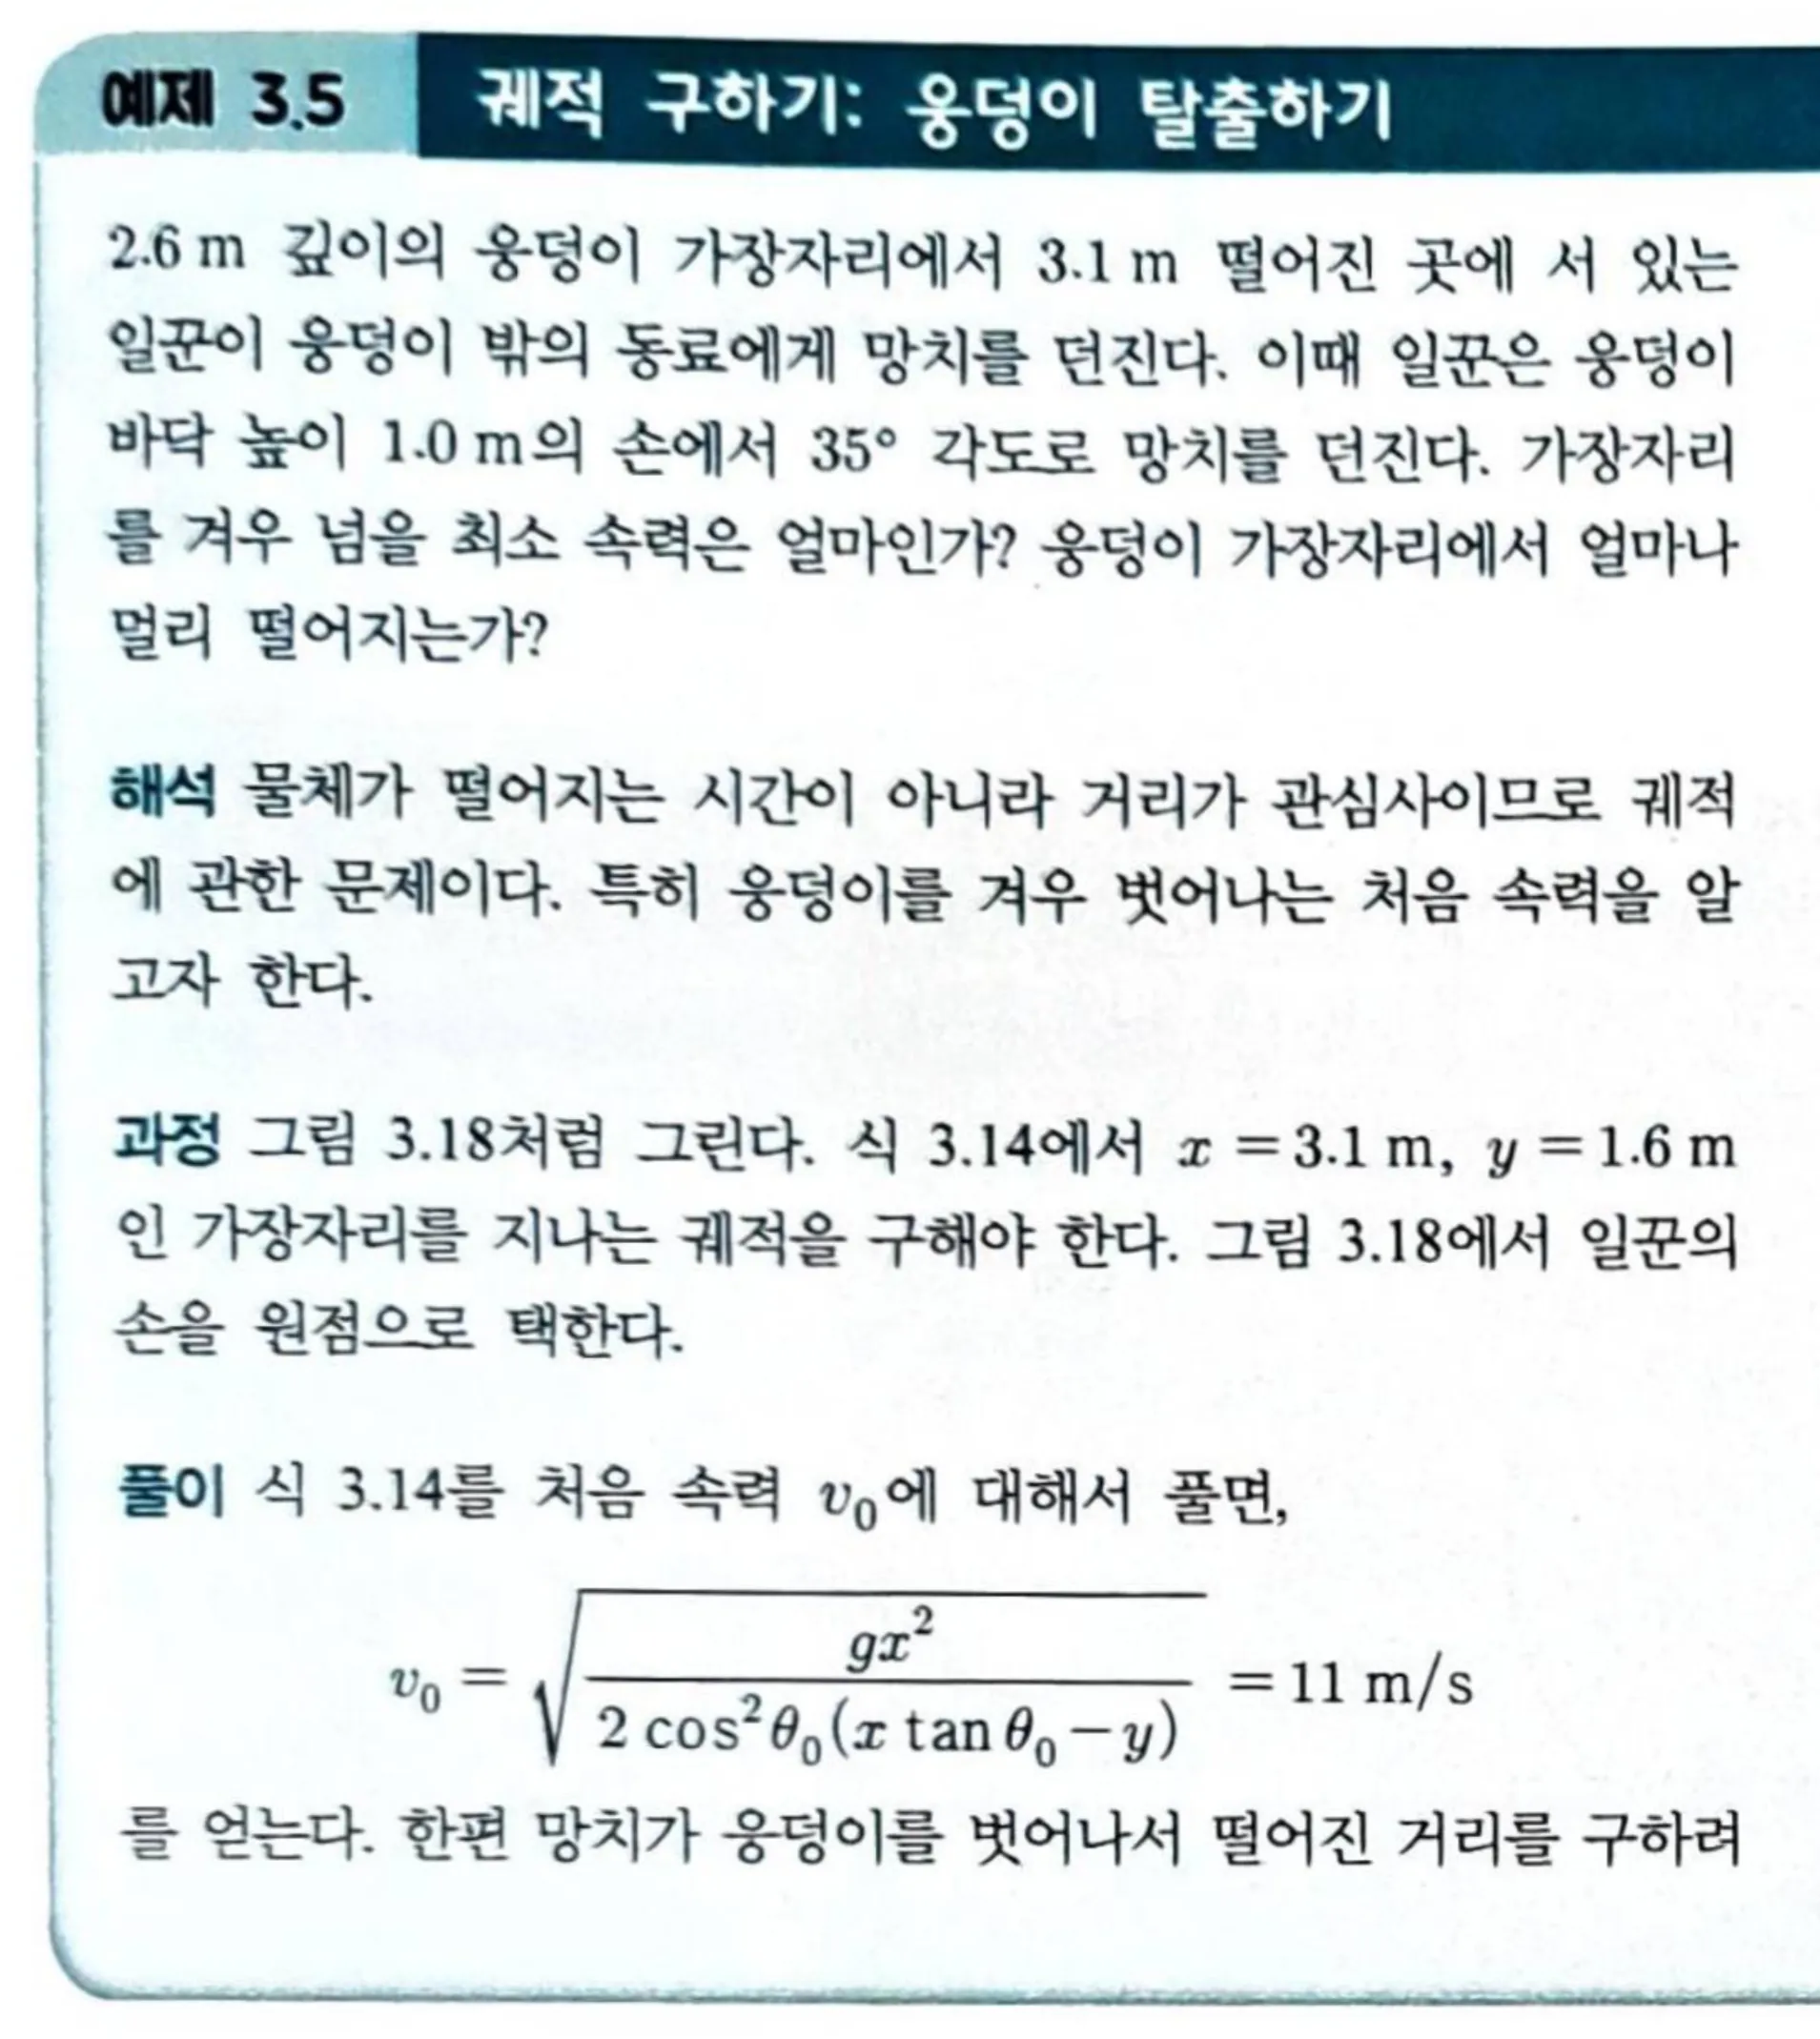 예제 3.5 궤적 구하기: 웅덩이 탈출하기
2.6 m 깊이의 웅덩이 가장자리에서 3.1 m 떨어진 곳에 서 있는
일꾼이 웅덩이 밖의 동료에게 망치를 던진다. 이때 일꾼은 웅덩이
바닥 높이 1.0 m의 손에서 35° 각도로 망치를 던진다. 가장자리
를 겨우 넘을 최소 속력은 얼마인가? 웅덩이 가장자리에서 얼마나
멀리 떨어지는가?
해석 물체가 떨어지는 시간이 아니라 거리가 관심사이므로 궤적
에 관한 문제이다. 특히 웅덩이를 겨우 벗어나는 처음 속력을 알
고자 한다.
과정 그림 3.18처럼 그린다. 식 3.14에서 x = 3.1 m, y = 1.6 m
인 가장자리를 지나는 궤적을 구해야 한다. 그림 3.18에서 일꾼의
손을 원점으로 택한다.
풀이 식 3.14를 처음 속력 v₀에 대해서 풀면,
v₀ = √(gx² / 2 cos²θ₀(x tan θ₀ − y)) = 11 m/s
를 얻는다. 한편 망치가 웅덩이를 벗어나서 떨어진 거리를 구하려